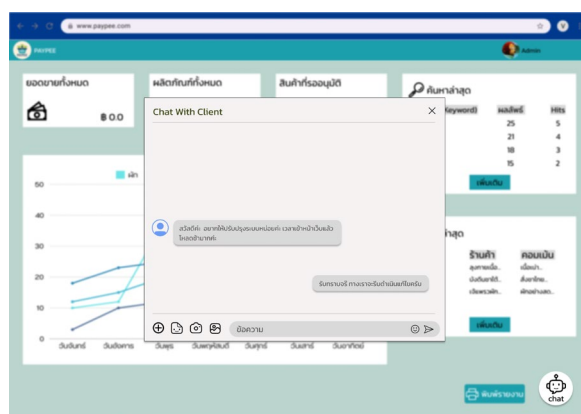 www.paypee.com
PAYPEE
Admin
ยอดขายทั้งหมด
ผลิตภัณฑ์ทั้งหมด
สินค้าที่รออนุมัติ
ค้นหาล่าสุด
฿ 0.0
Chat With Client
Keyword)
ผลลัพธ์
Hits
25
5
21
4
18
3
15
2
เพิ่มเติม
ผัก
50
40
30
20
10
0
สวัสดีค่ะ อยากให้ปรับปรุงระบบหน่อยค่ะ เวลาเข้าหน้าเว็บแล้ว
โหลดช้ามากค่ะ
รับทราบครับ ทางเราจะรีบดำเนินแก้ไขครับ
ข้อความ
วันจันทร์
วันอังคาร
วันพุธ
วันพฤหัสบดี
วันศุกร์
วันเสาร์
วันอาทิตย์
ร้านค้า
คอมเม้น
เพิ่มเติม
พิมพ์รายงาน
chat